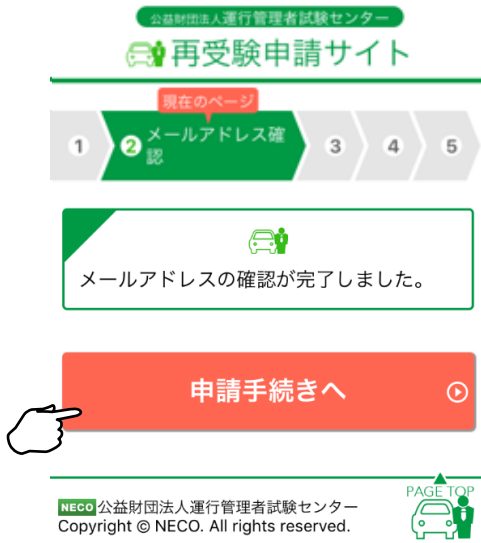 公益財団法人運行管理者試験センター
再受験申請サイト
現在のページ
1
2 メールアドレス確
認
3
4
5
メールアドレスの確認が完了しました。
申請手続きへ
PAGE TOP
NECO 公益財団法人運行管理者試験センター
Copyright © NECO. All rights reserved.